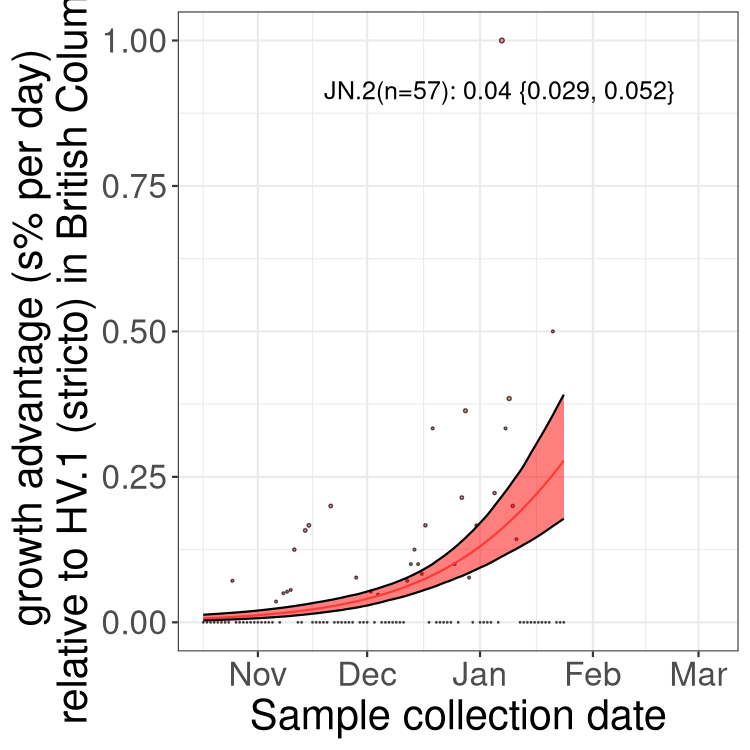 growth advantage (s% per day)
relative to HV.1 (stricto) in British Colum
1.00
0.75
0.50
0.25
0.00
JN.2(n=57): 0.04 {0.029, 0.052}
Nov Dec Jan Feb Mar
Sample collection date